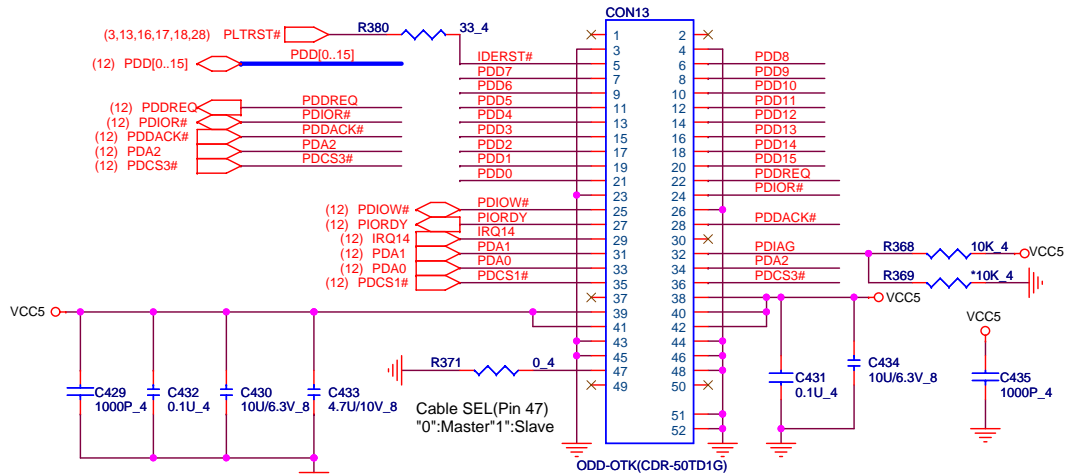 CON13
R380 33_4
(3,13,16,17,18,28) PLTRST#
(12) PDD[0..15] PDD[0..15]
(12) PDDREQ PDDREQ
(12) PDIOR# PDIOR#
(12) PDDACK# PDDACK#
(12) PDA2 PDA2
(12) PDCS3# PDCS3#
1 2
3 4
IDERST# 5 6 PDD8
PDD7 7 8 PDD9
PDD6 9 10 PDD10
PDD5 11 12 PDD11
PDD4 13 14 PDD12
PDD3 15 16 PDD13
PDD2 17 18 PDD14
PDD1 19 20 PDD15
PDD0 21 22 PDDREQ
23 24 PDIOR#
(12) PDIOW# PDIOW# 25 26
(12) PIORDY PIORDY 27 28 PDDACK#
(12) IRQ14 IRQ14 29 30
(12) PDA1 PDA1 31 32 PDIAG
(12) PDA0 PDA0 33 34 PDA2
(12) PDCS1# PDCS1# 35 36 PDCS3#
37 38
39 40
41 42
43 44
45 46
47 48
49 50
51
52
R368 10K_4 VCC5
R369 *10K_4
VCC5
VCC5
VCC5
R371 0_4
C429
1000P_4
C432
0.1U_4
C430
10U/6.3V_8
C433
4.7U/10V_8
Cable SEL(Pin 47)
"0":Master"1":Slave
C431
0.1U_4
C434
10U/6.3V_8
C435
1000P_4
ODD-OTK(CDR-50TD1G)